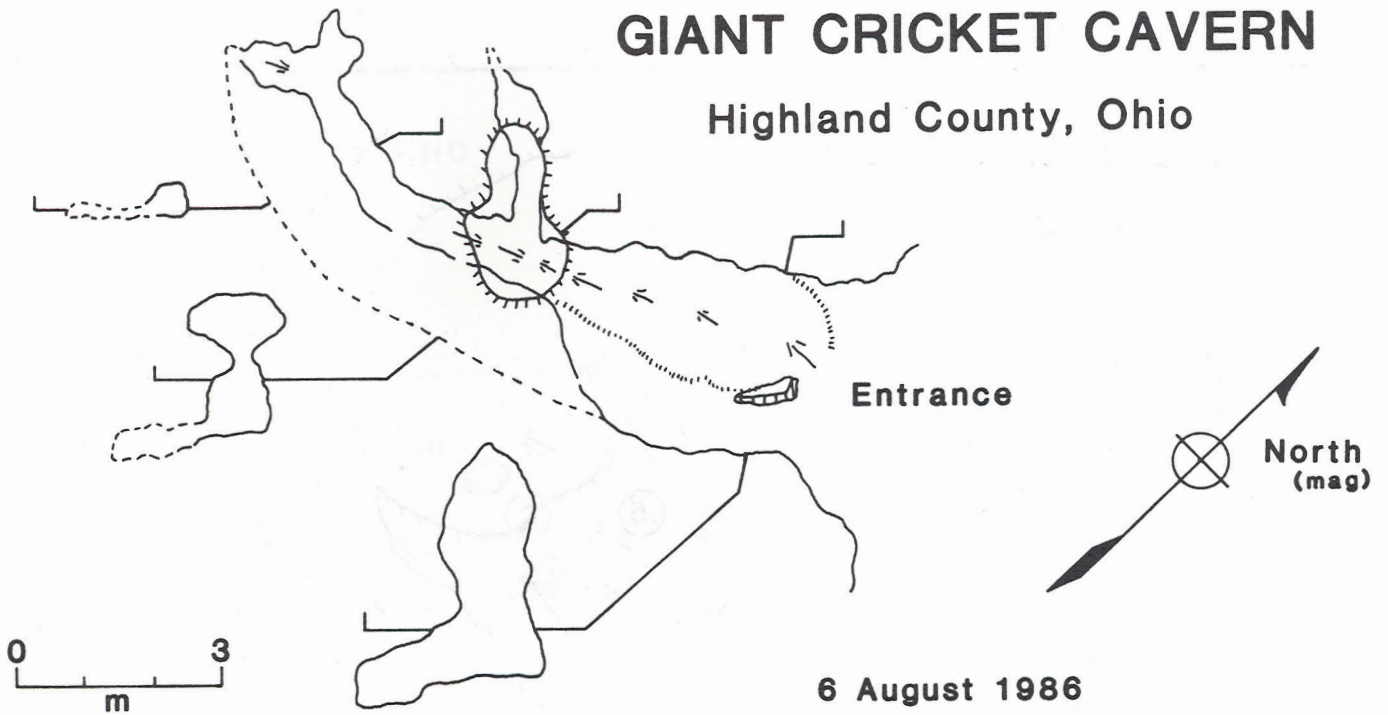 GIANT CRICKET CAVERN
Highland County, Ohio
Entrance
North
(mag)
0 3
m
6 August 1986